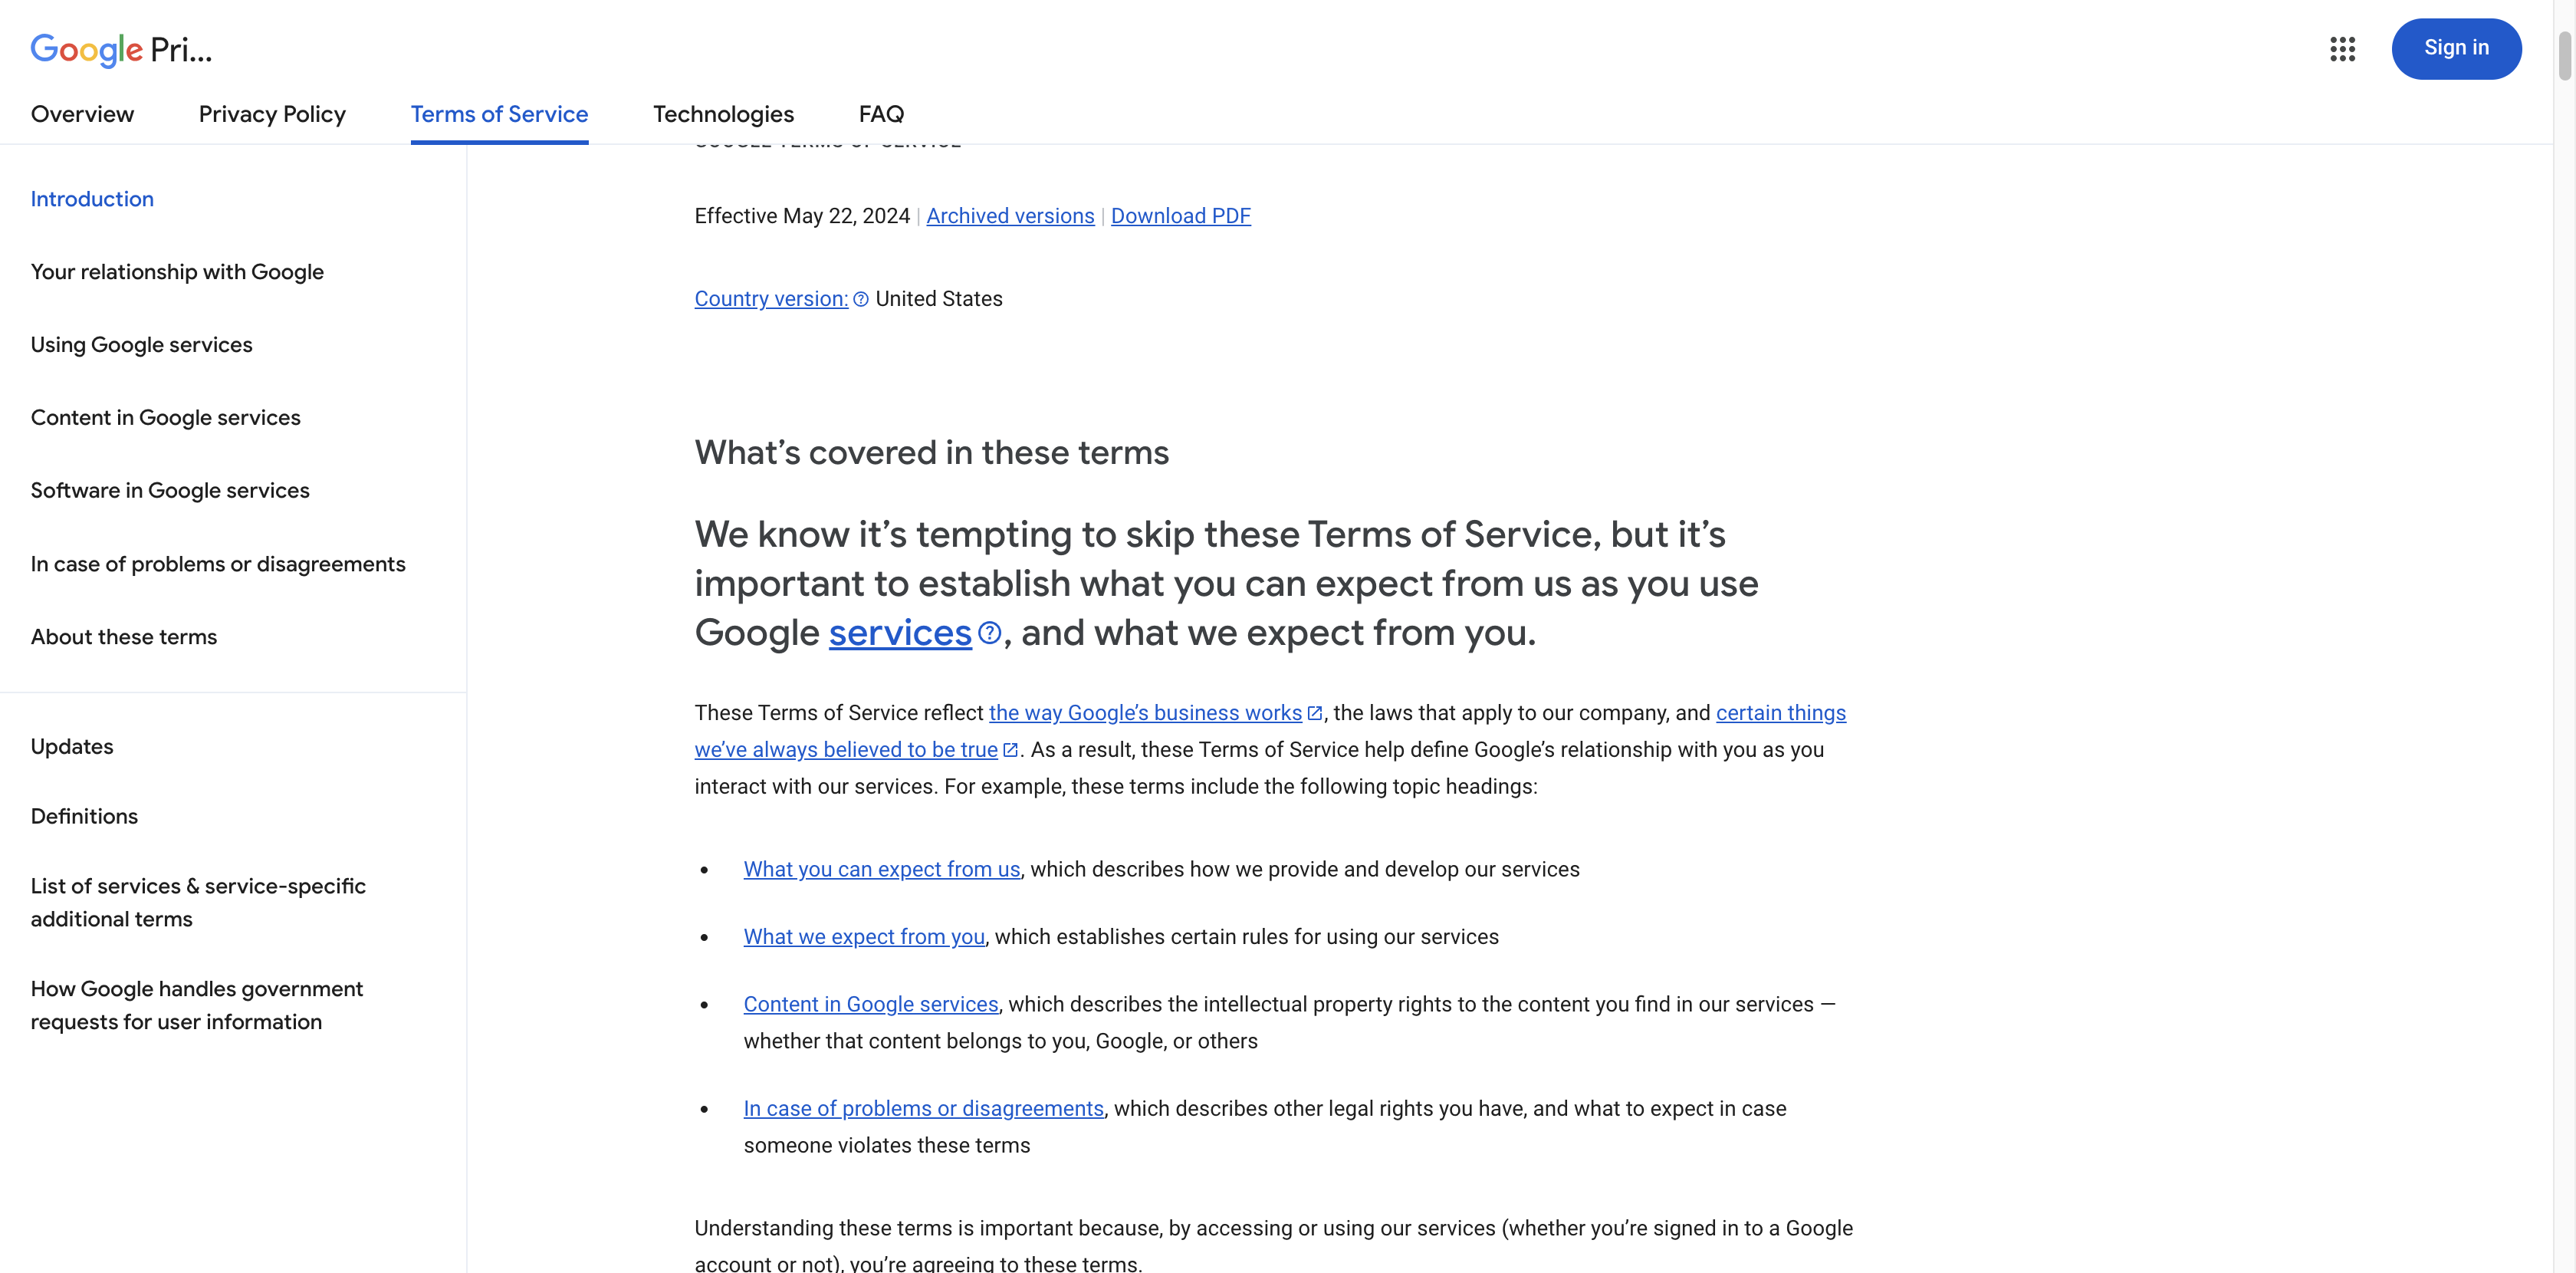 Google Pri...
Sign in
Overview
Privacy Policy
Terms of Service
Technologies
FAQ
Introduction
Your relationship with Google
Using Google services
Content in Google services
Software in Google services
In case of problems or disagreements
About these terms
Updates
Definitions
List of services & service-specific
additional terms
How Google handles government
requests for user information
GOOGLE TERMS OF SERVICE
Effective May 22, 2024 | Archived versions | Download PDF
Country version: United States
What’s covered in these terms
We know it’s tempting to skip these Terms of Service, but it’s
important to establish what you can expect from us as you use
Google services, and what we expect from you.
These Terms of Service reflect the way Google’s business works, the laws that apply to our company, and certain things
we’ve always believed to be true. As a result, these Terms of Service help define Google’s relationship with you as you
interact with our services. For example, these terms include the following topic headings:
• What you can expect from us, which describes how we provide and develop our services
• What we expect from you, which establishes certain rules for using our services
• Content in Google services, which describes the intellectual property rights to the content you find in our services —
whether that content belongs to you, Google, or others
• In case of problems or disagreements, which describes other legal rights you have, and what to expect in case
someone violates these terms
Understanding these terms is important because, by accessing or using our services (whether you’re signed in to a Google
account or not), you’re agreeing to these terms.